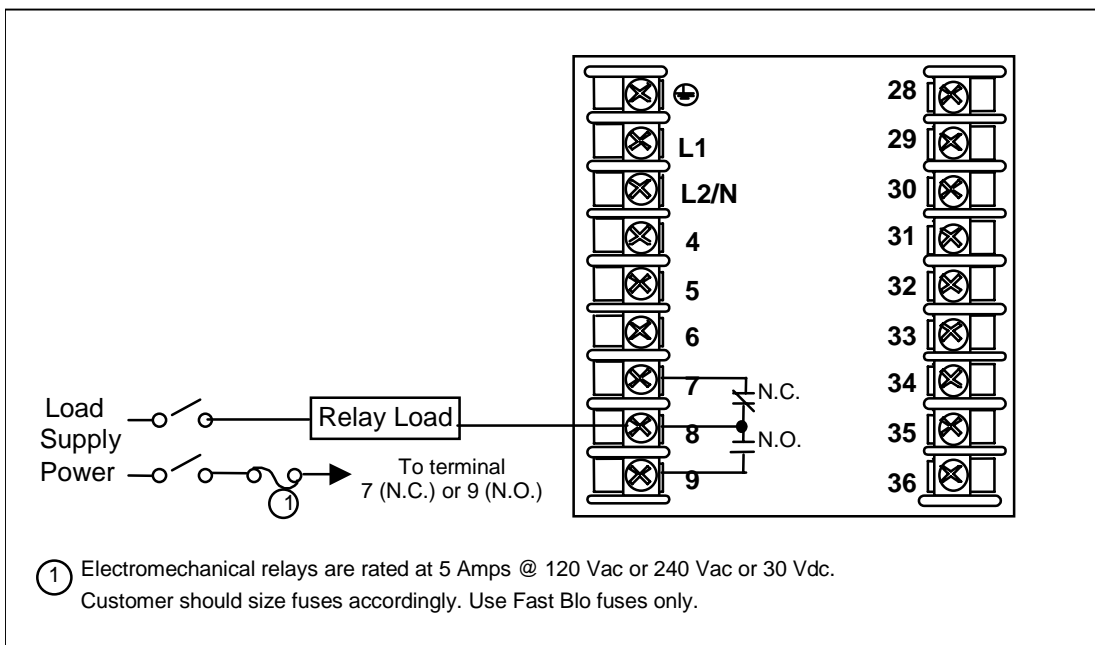 28
L1
29
L2/N
30
4
31
5
32
6
33
7
N.C.
34
Load
Supply
Power
Relay Load
8
N.O.
35
To terminal
7 (N.C.) or 9 (N.O.)
9
36
1
1 Electromechanical relays are rated at 5 Amps @ 120 Vac or 240 Vac or 30 Vdc.
Customer should size fuses accordingly. Use Fast Blo fuses only.